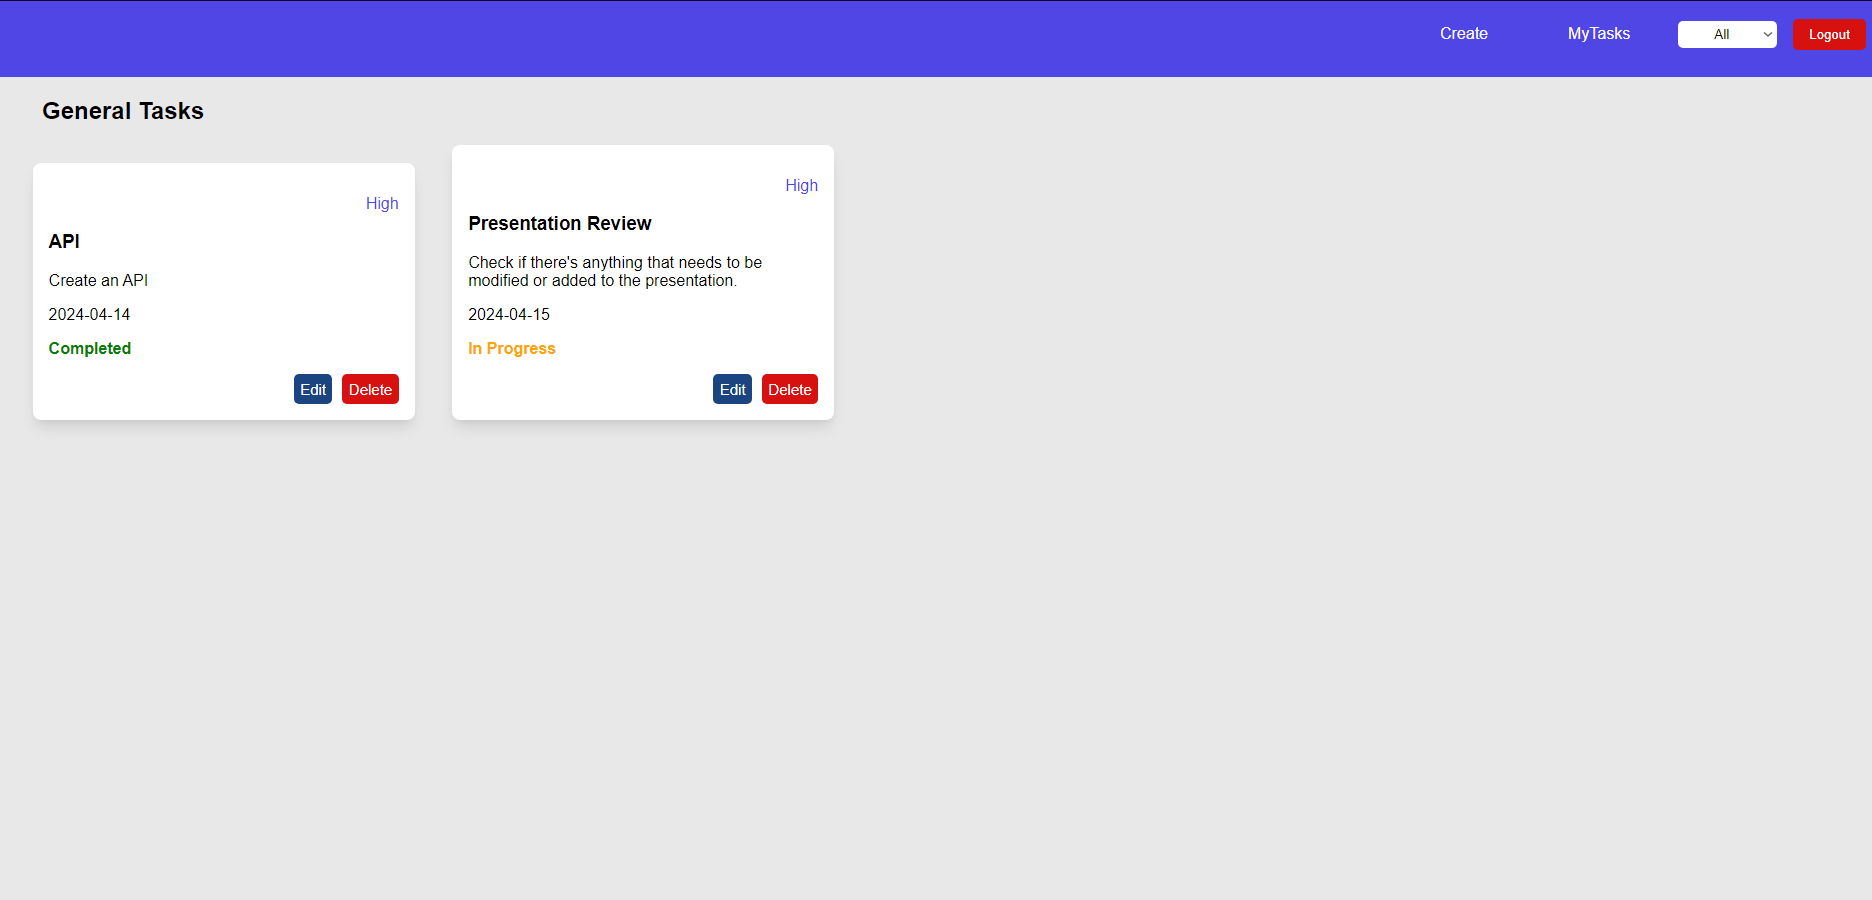 Create
MyTasks
All
Logout
General Tasks
High
API
Create an API
2024-04-14
Completed
Edit
Delete
High
Presentation Review
Check if there's anything that needs to be
modified or added to the presentation.
2024-04-15
In Progress
Edit
Delete